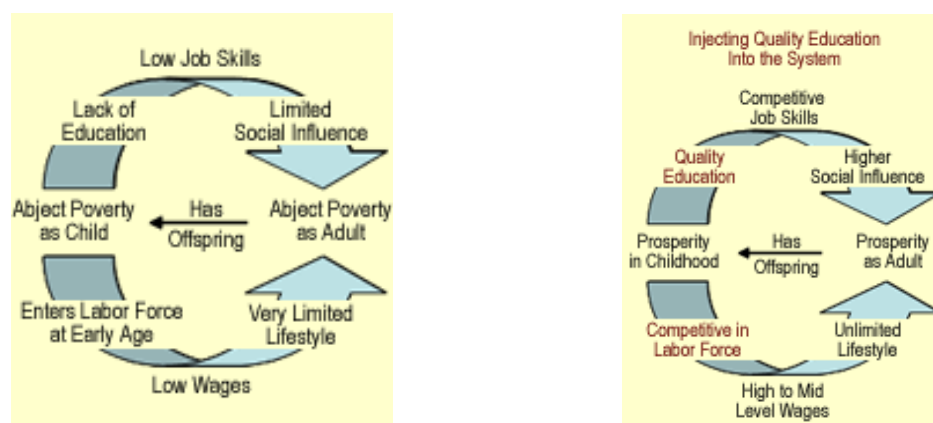 Low Job Skills
Lack of
Education
Limited
Social Influence
Abject Poverty
as Child
Has
Offspring
Abject Poverty
as Adult
Enters Labor Force
at Early Age
Very Limited
Lifestyle
Low Wages
Injecting Quality Education
Into the System
Competitive
Job Skills
Quality
Education
Higher
Social Influence
Prosperity
in Childhood
Has
Offspring
Prosperity
as Adult
Competitive in
Labor Force
Unlimited
Lifestyle
High to Mid
Level Wages